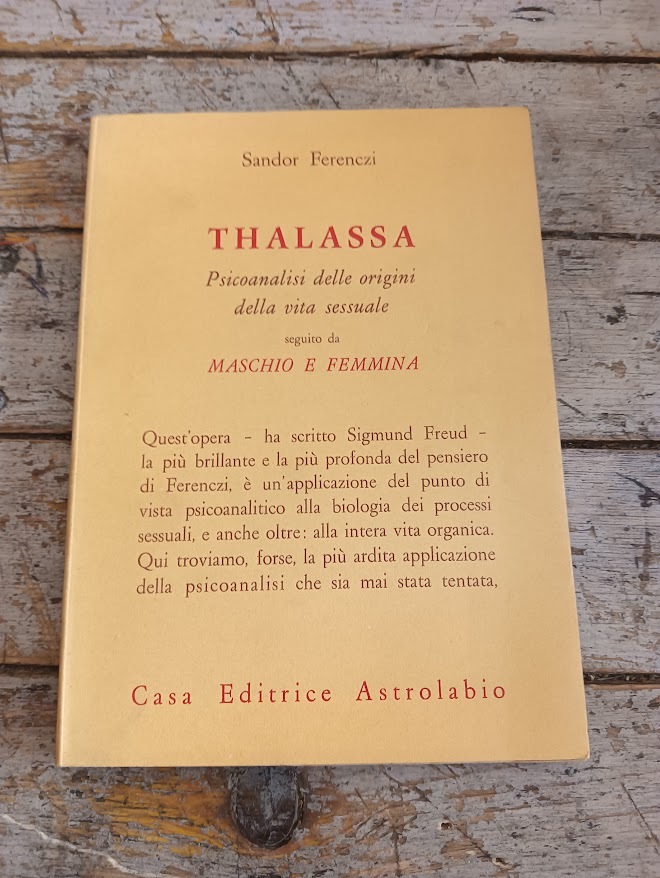 Sandor Ferenczi
THALASSA
Psicoanalisi delle origini
della vita sessuale
seguito da
MASCHIO E FEMMINA
Quest'opera – ha scritto Sigmund Freud –
la più brillante e la più profonda del pensiero
di Ferenczi, è un'applicazione del punto di
vista psicoanalitico alla biologia dei processi
sessuali, e anche oltre: alla intera vita organica.
Qui troviamo, forse, la più ardita applicazione
della psicoanalisi che sia mai stata tentata,
Casa Editrice Astrolabio